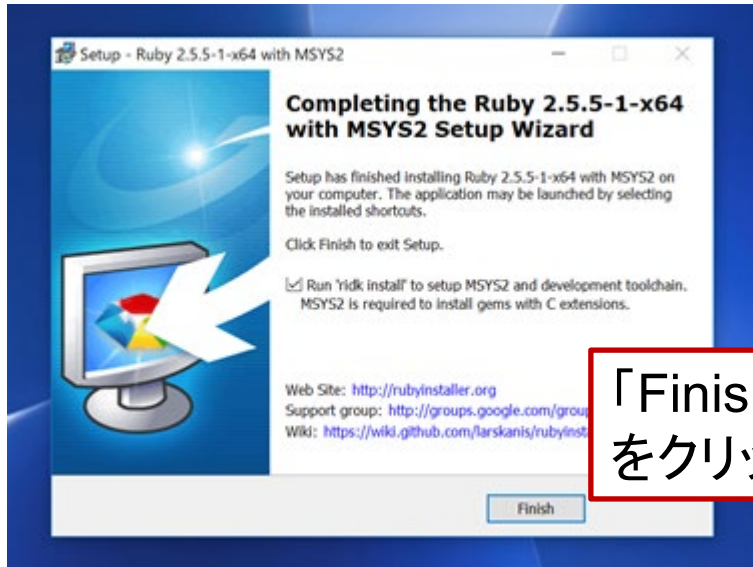 Setup - Ruby 2.5.5-1-x64 with MSYS2
Completing the Ruby 2.5.5-1-x64
with MSYS2 Setup Wizard
Setup has finished installing Ruby 2.5.5-1-x64 with MSYS2 on
your computer. The application may be launched by selecting
the installed shortcuts.
Click Finish to exit Setup.
Run 'ridk install' to setup MSYS2 and development toolchain.
MSYS2 is required to install gems with C extensions.
Web Site: http://rubyinstaller.org
Support group: http://groups.google.com/group
Wiki: https://wiki.github.com/larskanis/rubyinst
「Finis
をクリッ
Finish